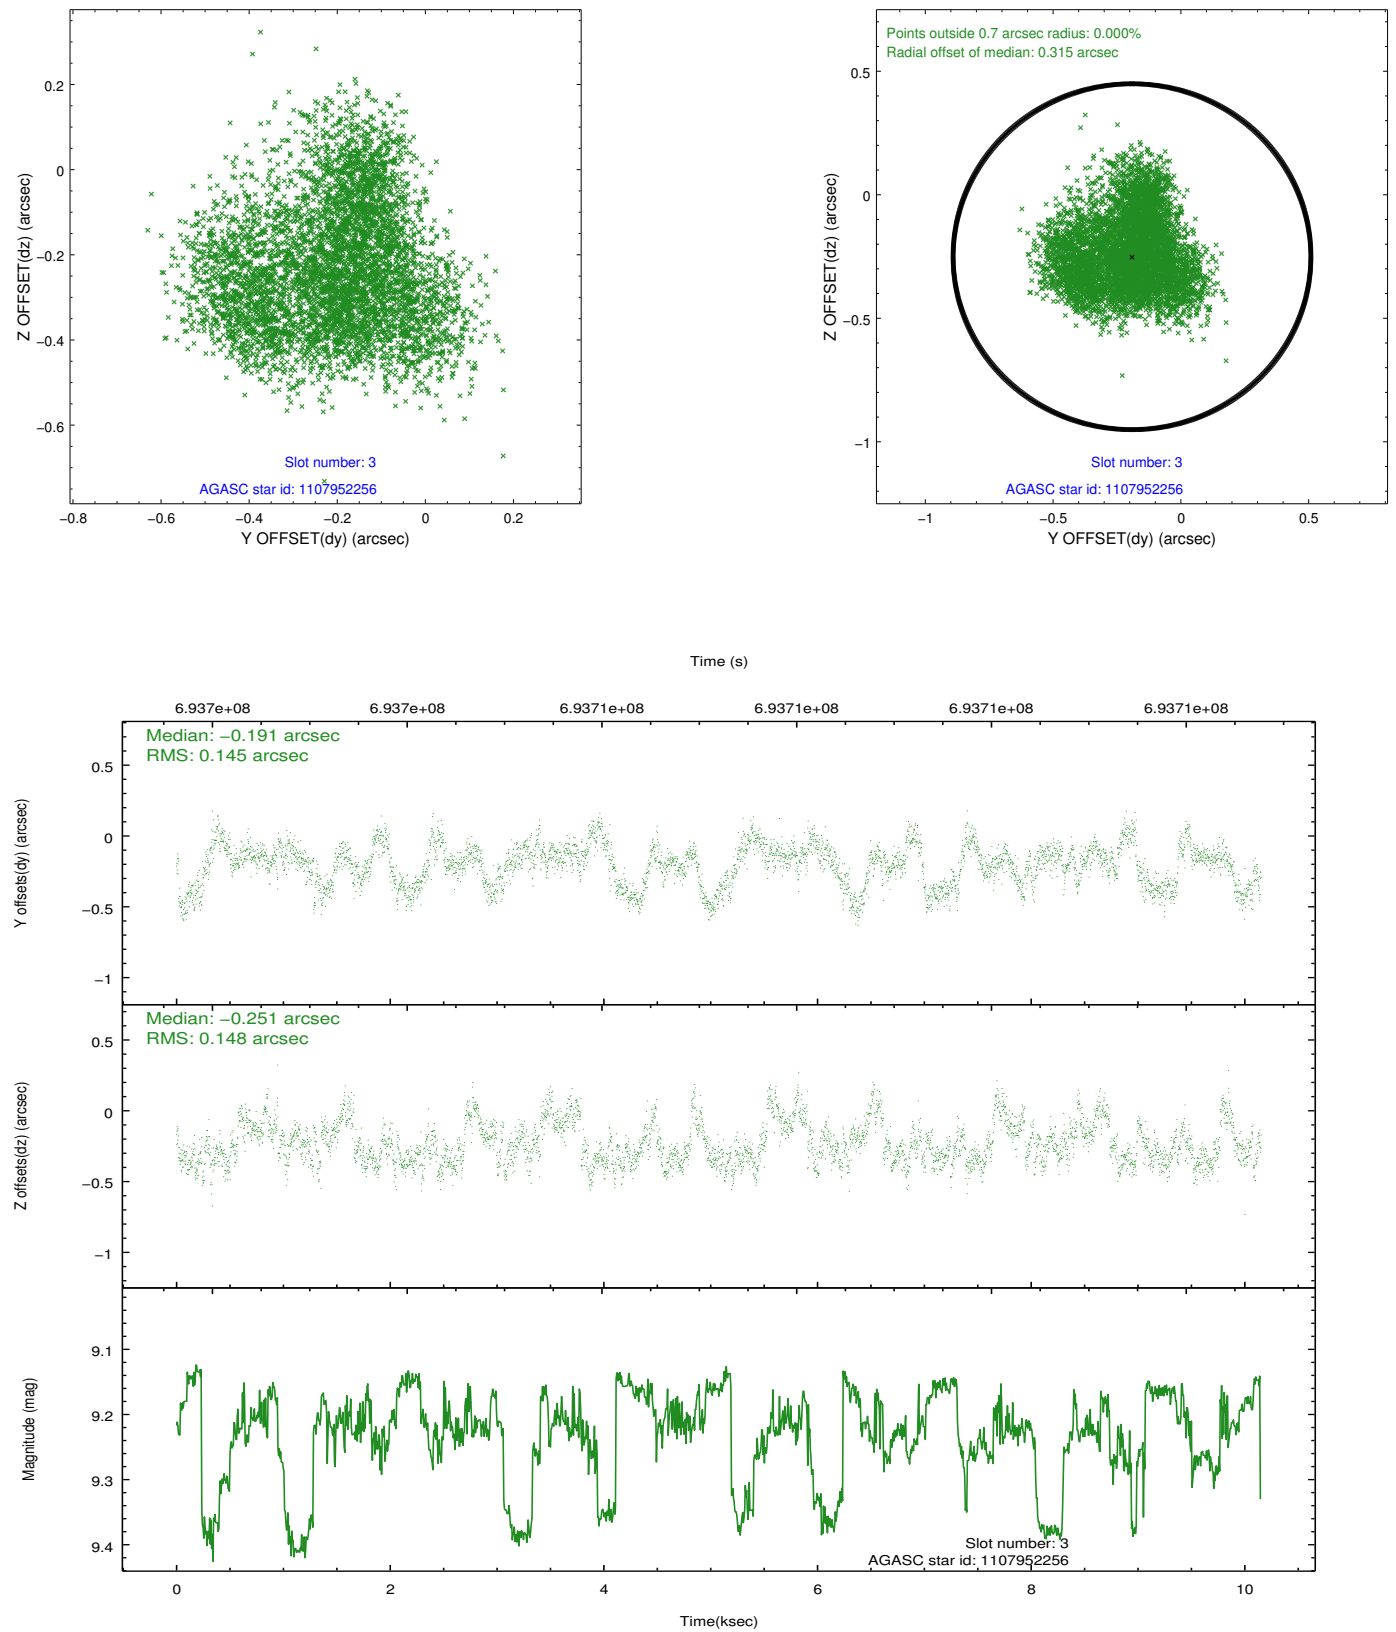 0.2
0
−0.2
−0.4
−0.6
Z OFFSET(dz) (arcsec)
Slot number: 3
AGASC star id: 1107952256
−0.8
−0.6
−0.4
−0.2
0
0.2
Y OFFSET(dy) (arcsec)
Points outside 0.7 arcsec radius: 0.000%
Radial offset of median: 0.315 arcsec
0.5
0
−0.5
−1
Z OFFSET(dz) (arcsec)
Slot number: 3
AGASC star id: 1107952256
−1
−0.5
0
0.5
Y OFFSET(dy) (arcsec)
Time (s)
6.937e+08
6.937e+08
6.9371e+08
6.9371e+08
6.9371e+08
6.9371e+08
Median: −0.191 arcsec
RMS: 0.145 arcsec
0.5
0
−0.5
−1
Y offsets(dy) (arcsec)
Median: −0.251 arcsec
RMS: 0.148 arcsec
0.5
0
−0.5
−1
Z offsets(dz) (arcsec)
9.1
9.2
9.3
9.4
Magnitude (mag)
Slot number: 3
AGASC star id: 1107952256
0
2
4
6
8
10
Time(ksec)